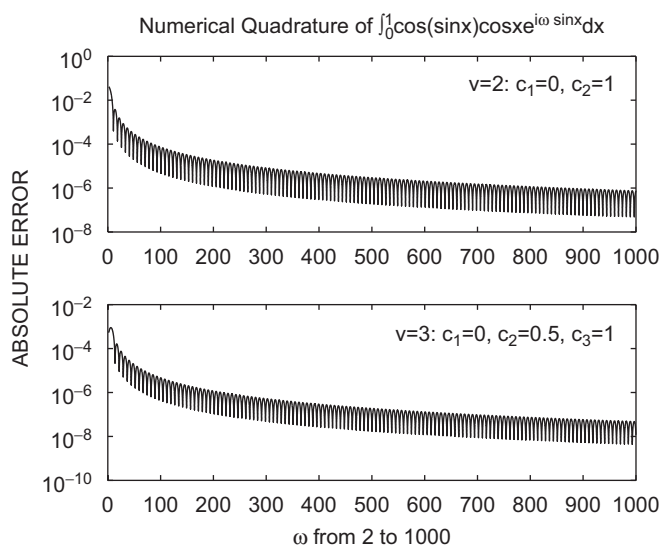 Numerical Quadrature of ∫₀¹cos(sinx)cosxe^{iω sinx}dx
ABSOLUTE ERROR
10⁰
10⁻²
10⁻⁴
10⁻⁶
10⁻⁸
v=2: c₁=0, c₂=1
0 100 200 300 400 500 600 700 800 900 1000
10⁻²
10⁻⁴
10⁻⁶
10⁻⁸
10⁻¹⁰
v=3: c₁=0, c₂=0.5, c₃=1
0 100 200 300 400 500 600 700 800 900 1000
ω from 2 to 1000